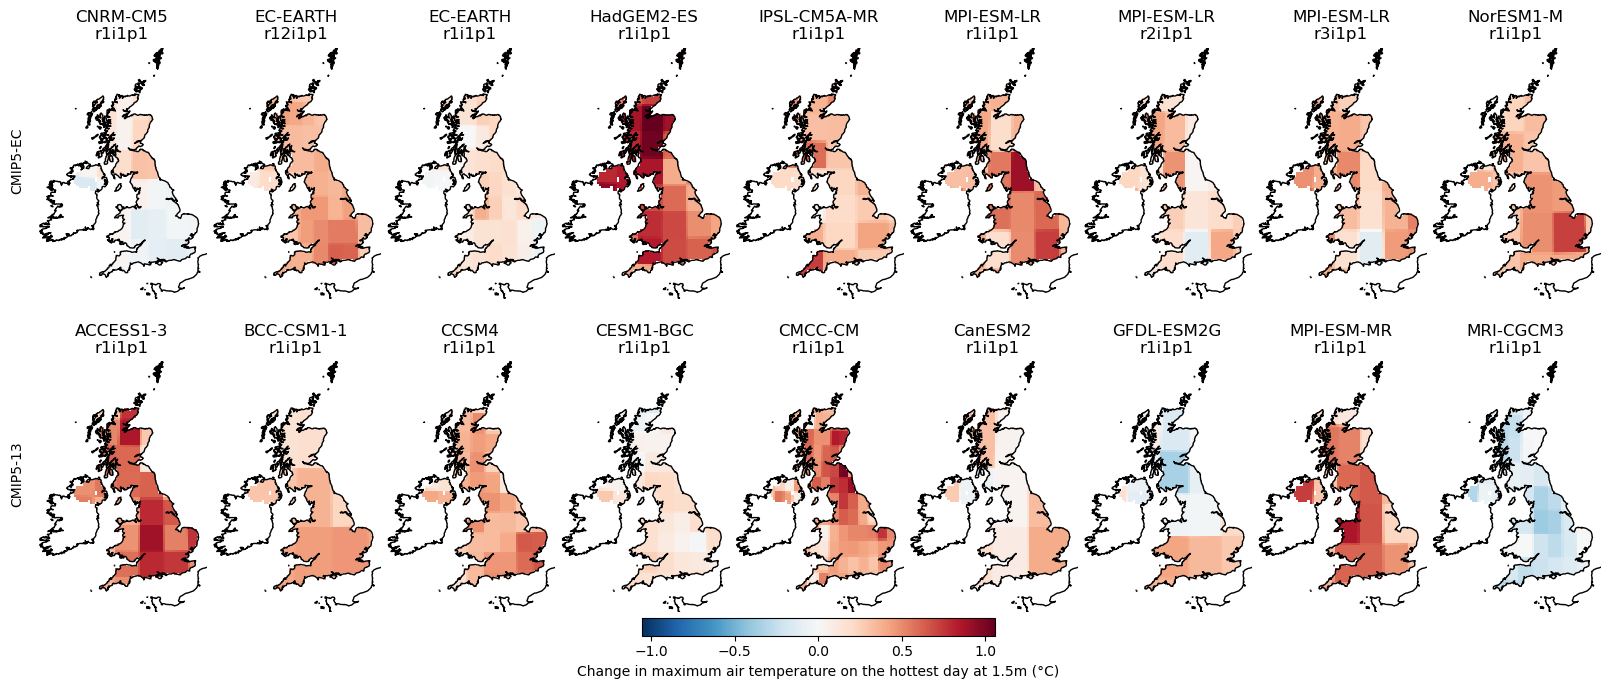 CNRM-CM5
r1i1p1
EC-EARTH
r12i1p1
EC-EARTH
r1i1p1
HadGEM2-ES
r1i1p1
IPSL-CM5A-MR
r1i1p1
MPI-ESM-LR
r1i1p1
MPI-ESM-LR
r2i1p1
MPI-ESM-LR
r3i1p1
NorESM1-M
r1i1p1
CMIP5-EC
ACCESS1-3
r1i1p1
BCC-CSM1-1
r1i1p1
CCSM4
r1i1p1
CESM1-BGC
r1i1p1
CMCC-CM
r1i1p1
CanESM2
r1i1p1
GFDL-ESM2G
r1i1p1
MPI-ESM-MR
r1i1p1
MRI-CGCM3
r1i1p1
CMIP5-13
−1.0 −0.5 0.0 0.5 1.0
Change in maximum air temperature on the hottest day at 1.5m (°C)